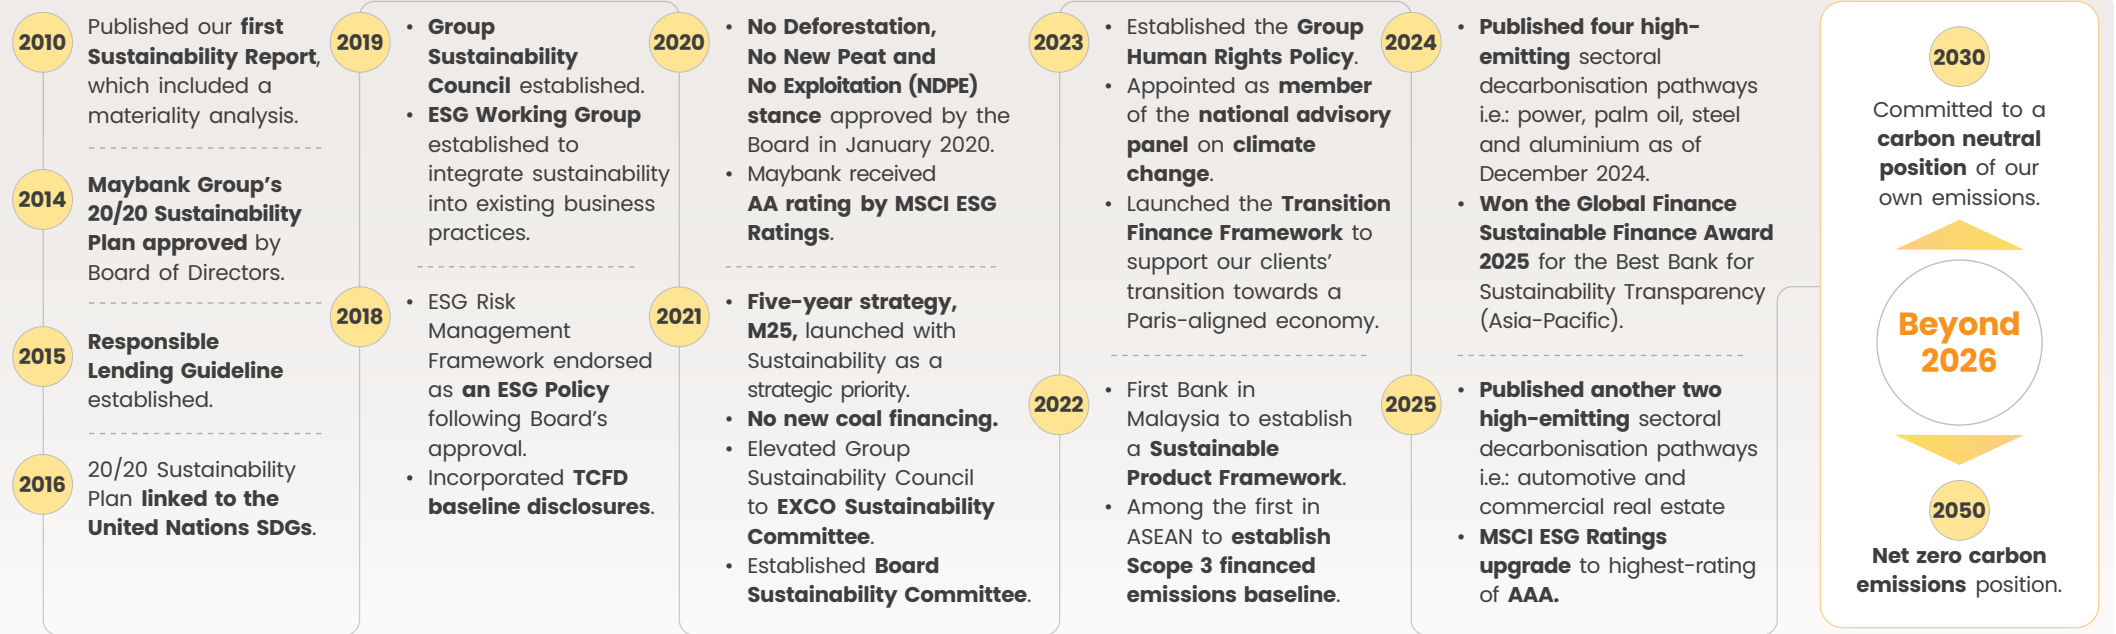 2010
Published our first
Sustainability Report,
which included a
materiality analysis.
2014
Maybank Group's
20/20 Sustainability
Plan approved by
Board of Directors.
2015
Responsible
Lending Guideline
established.
2016
20/20 Sustainability
Plan linked to the
United Nations SDGs.
2019
• Group
Sustainability
Council established.
• ESG Working Group
established to
integrate sustainability
into existing business
practices.
2018
• ESG Risk
Management
Framework endorsed
as an ESG Policy
following Board's
approval.
• Incorporated TCFD
baseline disclosures.
2020
• No Deforestation,
No New Peat and
No Exploitation (NDPE)
stance approved by the
Board in January 2020.
• Maybank received
AA rating by MSCI ESG
Ratings.
2021
• Five-year strategy,
M25, launched with
Sustainability as a
strategic priority.
• No new coal financing.
• Elevated Group
Sustainability Council
to EXCO Sustainability
Committee.
• Established Board
Sustainability Committee.
2023
• Established the Group
Human Rights Policy.
• Appointed as member
of the national advisory
panel on climate
change.
• Launched the Transition
Finance Framework to
support our clients'
transition towards a
Paris-aligned economy.
2022
• First Bank in
Malaysia to establish
a Sustainable
Product Framework.
• Among the first in
ASEAN to establish
Scope 3 financed
emissions baseline.
2024
• Published four high-
emitting sectoral
decarbonisation pathways
i.e.: power, palm oil, steel
and aluminium as of
December 2024.
• Won the Global Finance
Sustainable Finance Award
2025 for the Best Bank for
Sustainability Transparency
(Asia-Pacific).
2025
• Published another two
high-emitting sectoral
decarbonisation pathways
i.e.: automotive and
commercial real estate
• MSCI ESG Ratings
upgrade to highest-rating
of AAA.
2030
Committed to a
carbon neutral
position of our
own emissions.
Beyond
2026
2050
Net zero carbon
emissions position.